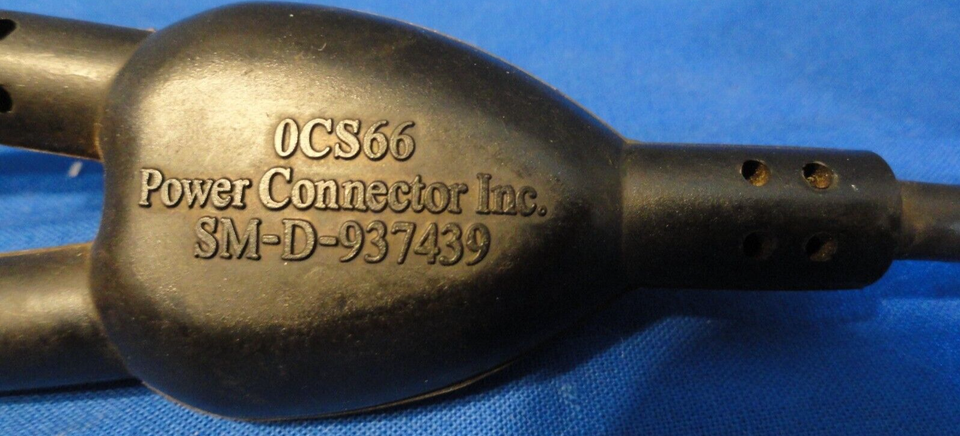 0CS66
Power Connector Inc.
SM-D-937439